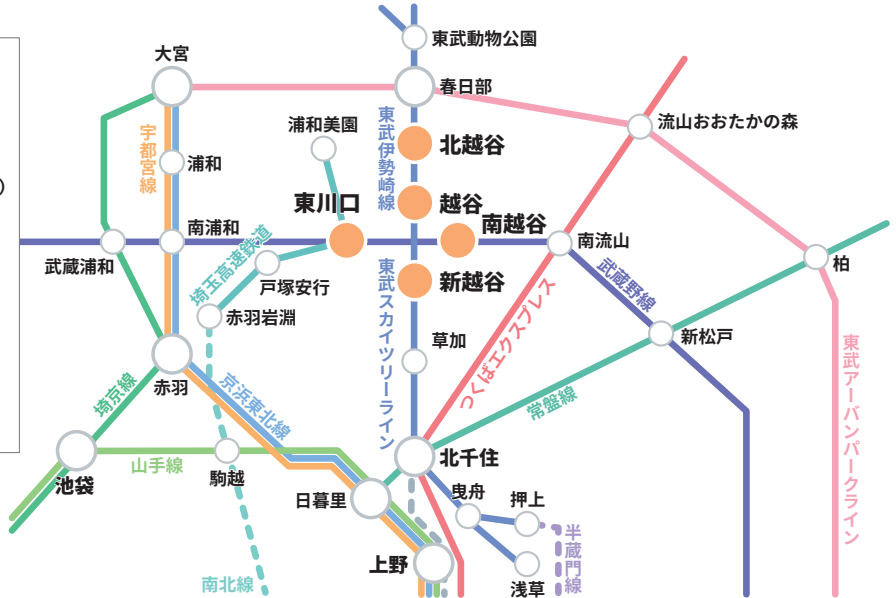 東武動物公園
大宮
春日部
浦和美園
東武伊勢崎線
流山おおたかの森
宇都宮線
北越谷
浦和
東川口
越谷
南越谷
南浦和
武蔵浦和
埼玉高速鉄道
戸塚安行
南流山
柏
東武スカイツリーライン
新越谷
武蔵野線
赤羽岩淵
草加
つくばエクスプレス
新松戸
東武アーバンパークライン
赤羽
埼京線
京浜東北線
常盤線
山手線
駒越
池袋
北千住
日暮里
曳舟
押上
半蔵門線
上野
浅草
南北線